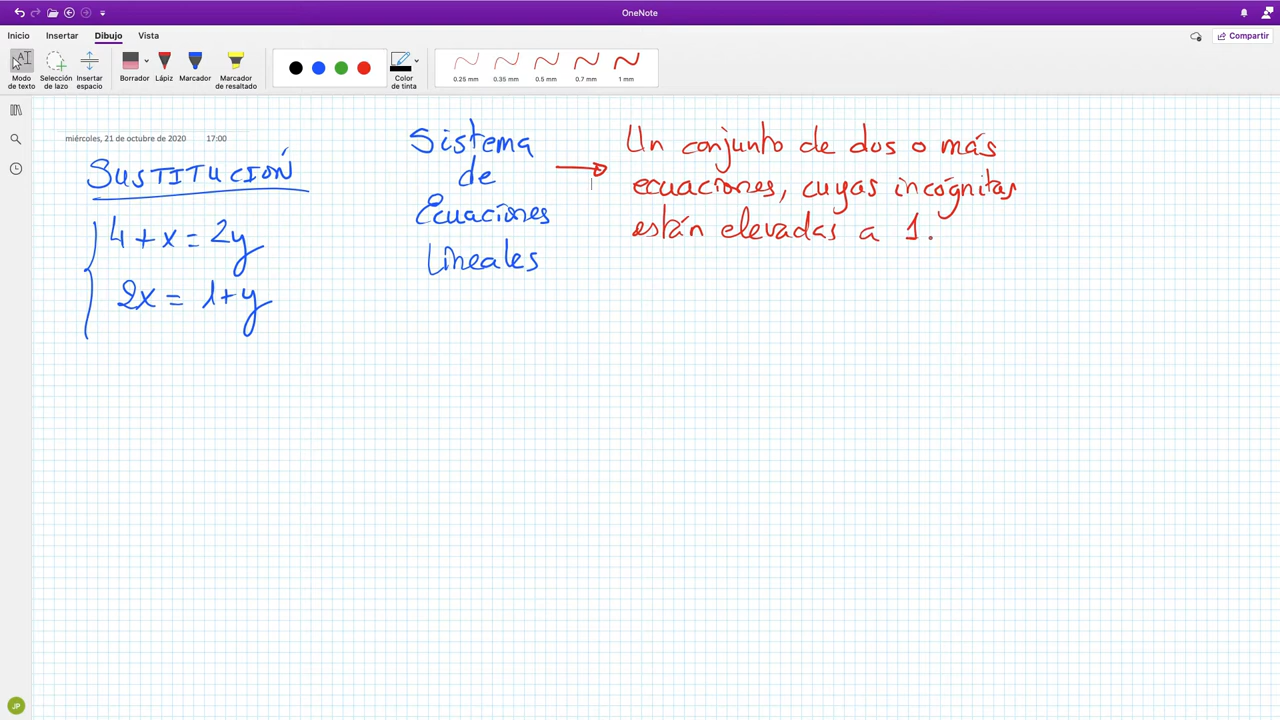 OneNote
Inicio Insertar Dibujo Vista
Compartir
Modo de texto
Selección de lazo
Insertar espacio
Borrador
Lápiz
Marcador
Marcador de resaltado
Color de tinta
0.25 mm 0.35 mm 0.5 mm 0.7 mm 1 mm
miércoles, 21 de octubre de 2020 17:00
SUSTITUCIÓN
4 + x = 2y
2x = 1 + y
Sistema
de
Ecuaciones
Lineales
Un conjunto de dos o más
ecuaciones, cuyas incógnitas
están elevadas a 1.
JP